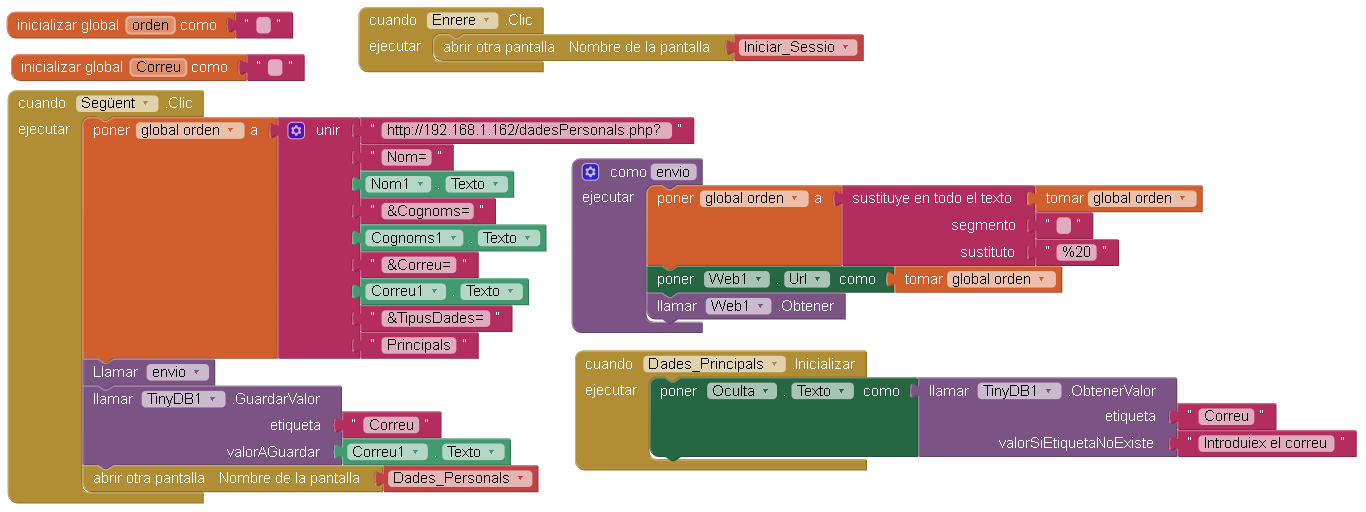 inicializar global orden como " "
inicializar global Correu como " "
cuando Enrere .Clic
ejecutar abrir otra pantalla Nombre de la pantalla Iniciar_Sessio
cuando Següent .Clic
ejecutar poner global orden a unir " http://192.168.1.162/dadesPersonals.php? "
" Nom= "
Nom1 . Texto
" &Cognoms= "
Cognoms1 . Texto
" &Correu= "
Correu1 . Texto
" &TipusDades= "
" Principals "
Llamar envio
llamar TinyDB1 .GuardarValor
etiqueta " Correu "
valorAGuardar Correu1 . Texto
abrir otra pantalla Nombre de la pantalla Dades_Personals
como envio
ejecutar poner global orden a sustituye en todo el texto tomar global orden
segmento " "
sustituto " %20 "
poner Web1 . Url como tomar global orden
llamar Web1 .Obtener
cuando Dades_Principals .Inicializar
ejecutar poner Oculta . Texto como llamar TinyDB1 .ObtenerValor
etiqueta " Correu "
valorSiEtiquetaNoExiste " Introduiex el correu "